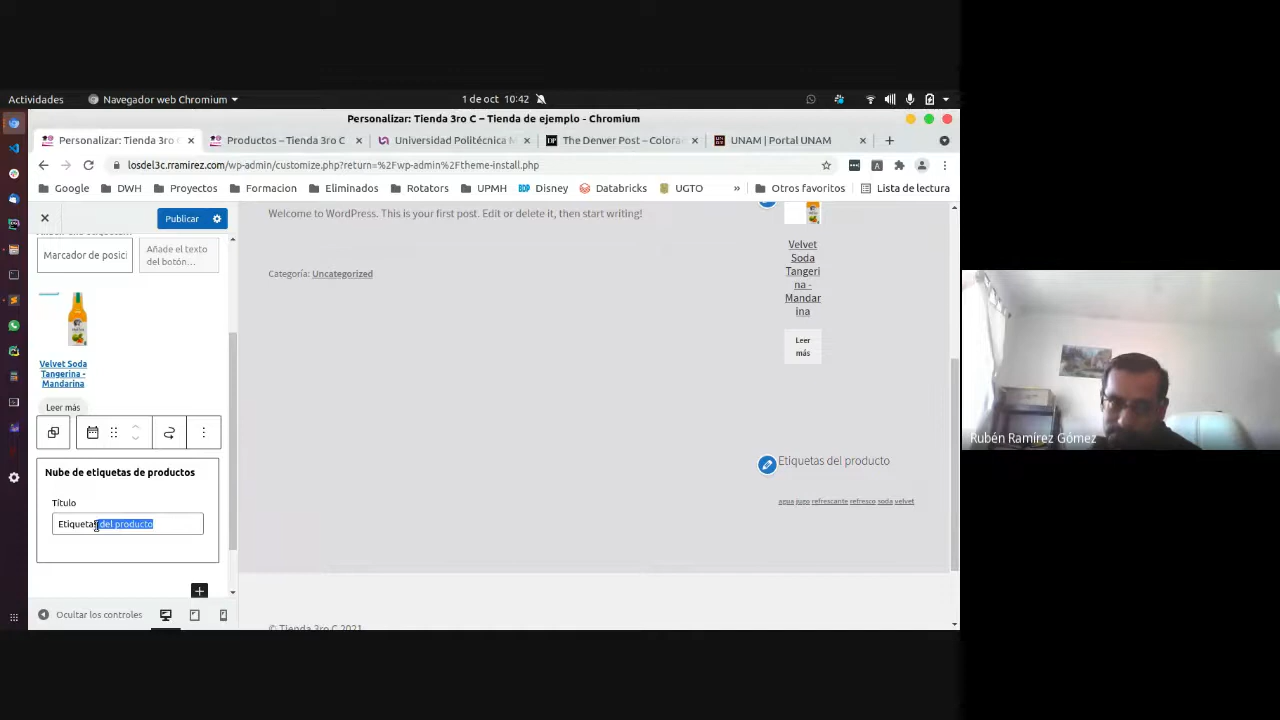 Actividades
Navegador web Chromium
1 de oct 10:42
Personalizar: Tienda 3ro C – Tienda de ejemplo - Chromium
Personalizar: Tienda 3ro
Productos – Tienda 3ro C
Universidad Politécnica
The Denver Post – Colora
UNAM | Portal UNAM
losdel3c.rramirez.com/wp-admin/customize.php?return=%2Fwp-admin%2Ftheme-install.php
Google
DWH
Proyectos
Formacion
Eliminados
Rotators
UPMH
BDP Disney
Databricks
UGTO
»
Otros favoritos
Lista de lectura
Publicar
Marcador de posici
Añade el texto
del botón...
Velvet Soda
Tangerina -
Mandarina
Leer más
Nube de etiquetas de productos
Título
Etiquetas del producto
Ocultar los controles
Welcome to WordPress. This is your first post. Edit or delete it, then start writing!
Categoría: Uncategorized
Velvet
Soda
Tangeri
na -
Mandar
ina
Leer
más
Etiquetas del producto
agua jugo refrescante refresco soda velvet
© Tienda 3ro C 2021
Rubén Ramírez Gómez